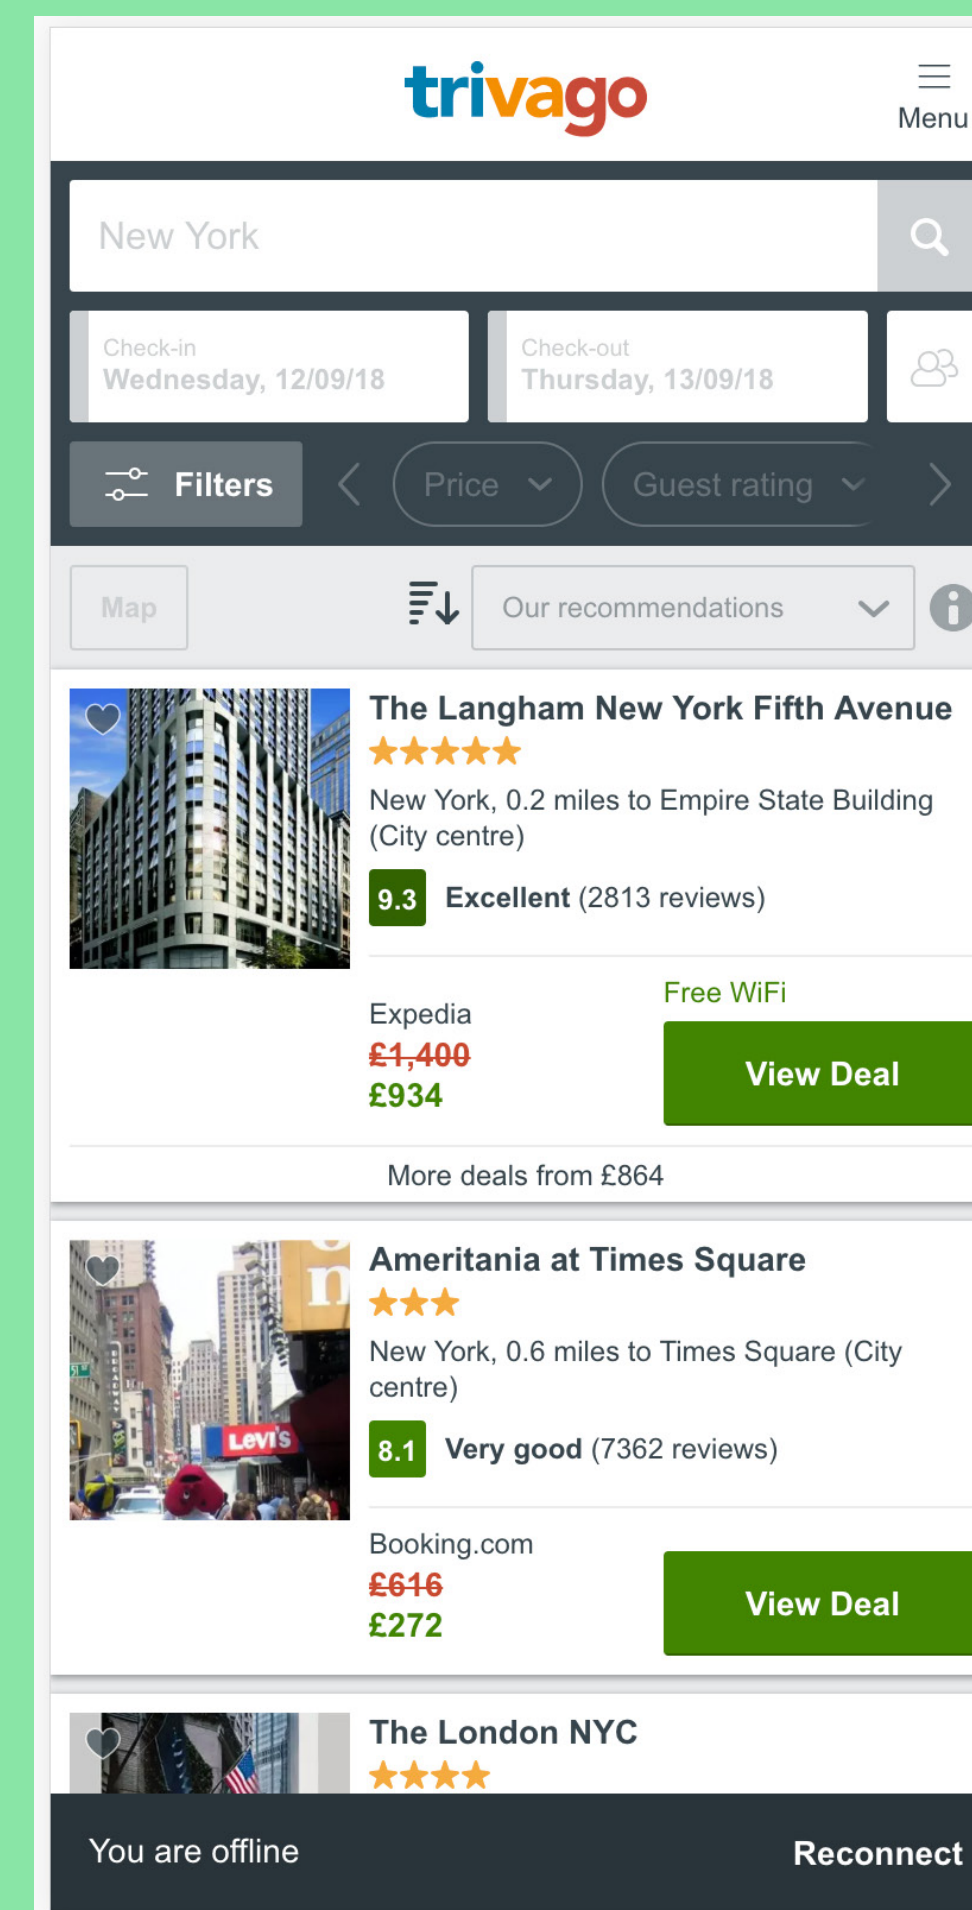 trivago
Menu
New York
Check-in
Wednesday, 12/09/18
Check-out
Thursday, 13/09/18
Filters
Price
Guest rating
Map
Our recommendations
The Langham New York Fifth Avenue
New York, 0.2 miles to Empire State Building
(City centre)
9.3 Excellent (2813 reviews)
Free WiFi
Expedia
£1,400
£934
View Deal
More deals from £864
Ameritania at Times Square
New York, 0.6 miles to Times Square (City
centre)
8.1 Very good (7362 reviews)
Booking.com
£616
£272
View Deal
LEVI'S
BROADWAY
51
The London NYC
You are offline
Reconnect